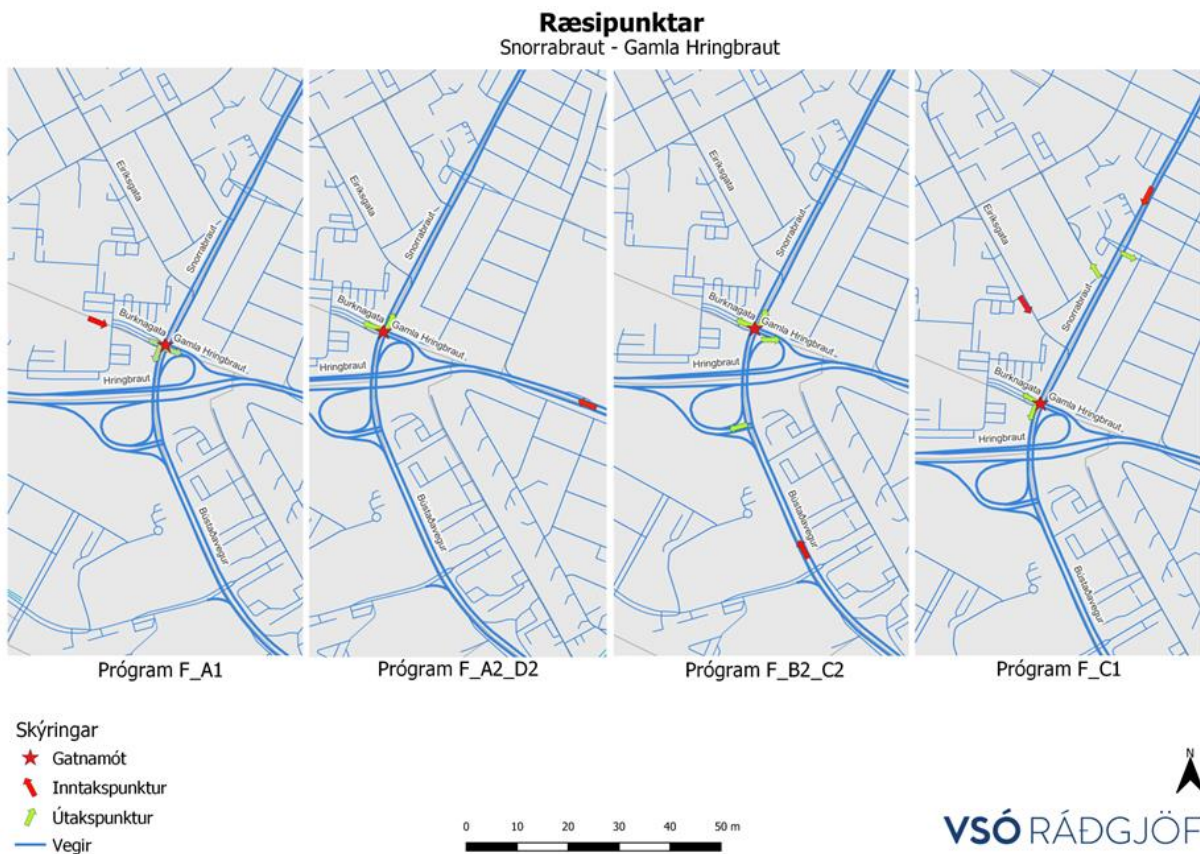 Ræsipunktar
Snorrabraut - Gamla Hringbraut
Eiríksgata
Snorrabraut
Burknagata
Gamla Hringbraut
Hringbraut
Bústaðavegur
Prógram F_A1
Eiríksgata
Snorrabraut
Burknagata
Gamla Hringbraut
Hringbraut
Bústaðavegur
Prógram F_A2_D2
Eiríksgata
Snorrabraut
Burknagata
Gamla Hringbraut
Hringbraut
Bústaðavegur
Prógram F_B2_C2
Eiríksgata
Snorrabraut
Burknagata
Gamla Hringbraut
Hringbraut
Bústaðavegur
Prógram F_C1
Skýringar
Gatnamót
Inntakspunktur
Útakspunktur
Vegir
0 10 20 30 40 50 m
N
VSÓ RÁÐGJÖF